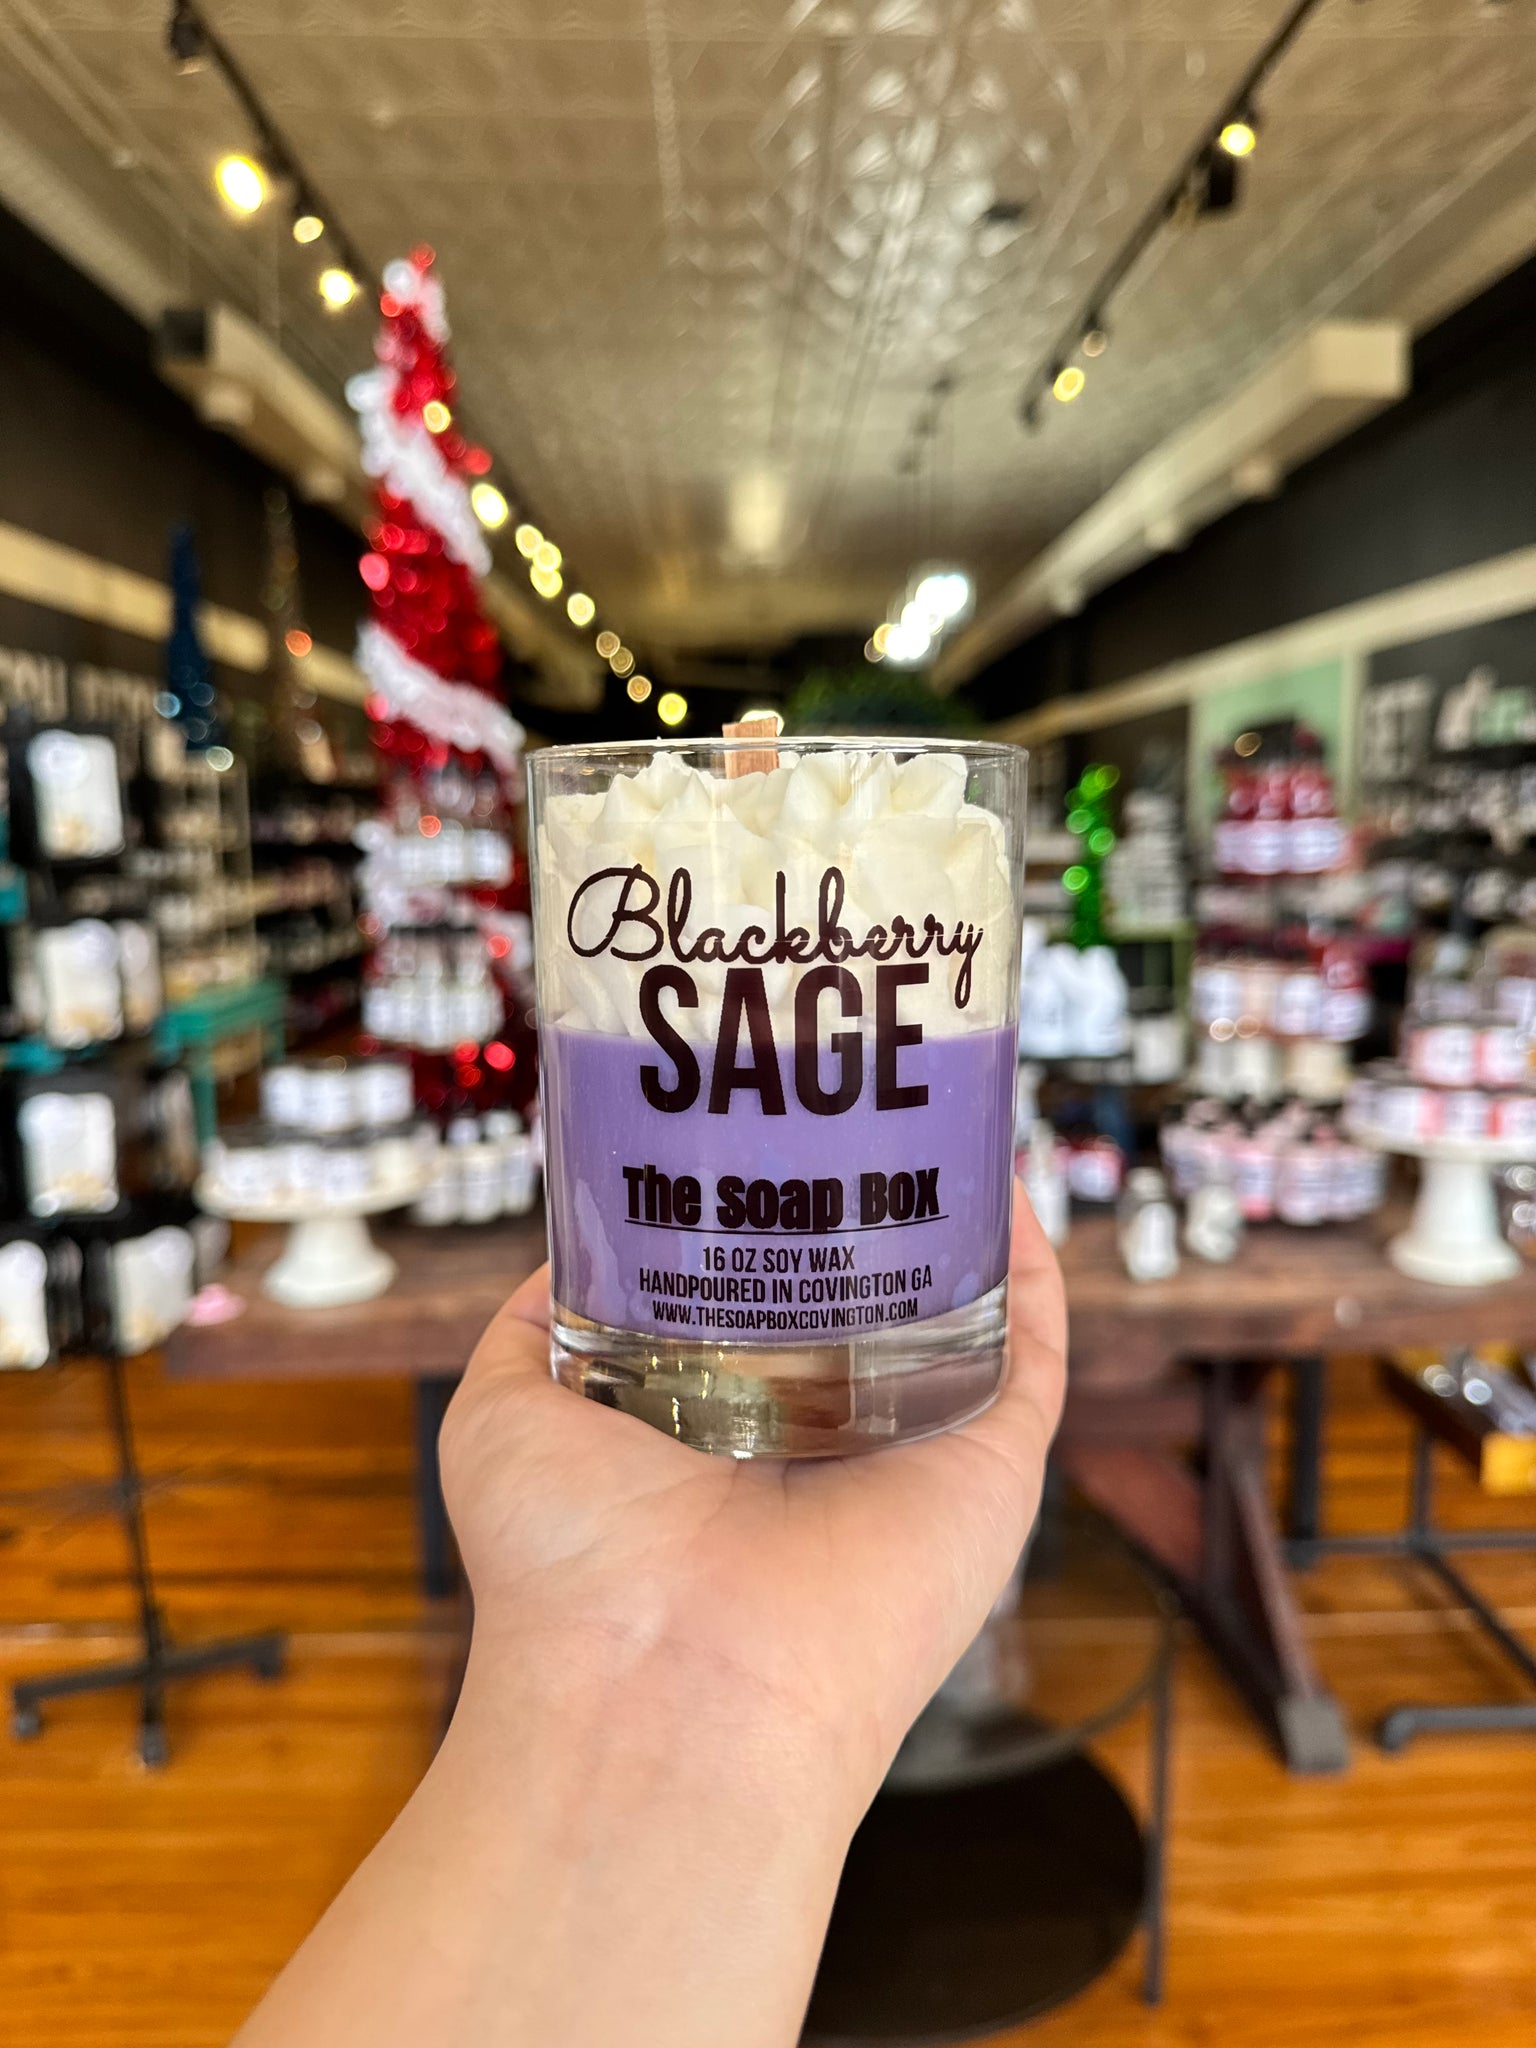 Blackberry
SAGE
The Soap Box
16 OZ SOY WAX
HANDPOURED IN COVINGTON GA
WWW.THESOAPBOXCOVINGTON.COM